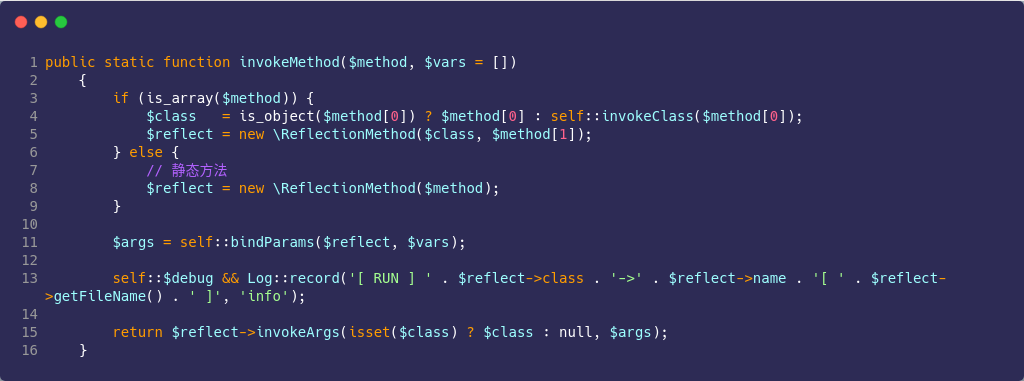 1 public static function invokeMethod($method, $vars = [])
2     {
3         if (is_array($method)) {
4             $class   = is_object($method[0]) ? $method[0] : self::invokeClass($method[0]);
5             $reflect = new \ReflectionMethod($class, $method[1]);
6         } else {
7             // 静态方法
8             $reflect = new \ReflectionMethod($method);
9         }
10
11         $args = self::bindParams($reflect, $vars);
12
13         self::$debug && Log::record('[ RUN ] ' . $reflect->class . '->' . $reflect->name . '[ ' . $reflect-
>getFileName() . ' ]', 'info');
14
15         return $reflect->invokeArgs(isset($class) ? $class : null, $args);
16     }